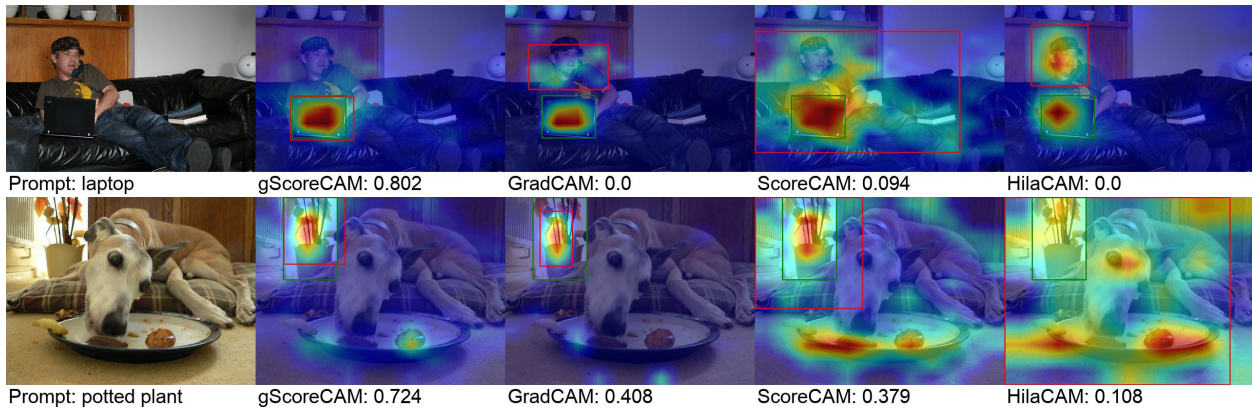 Prompt: laptop gScoreCAM: 0.802 GradCAM: 0.0 ScoreCAM: 0.094 HilaCAM: 0.0
Prompt: potted plant gScoreCAM: 0.724 GradCAM: 0.408 ScoreCAM: 0.379 HilaCAM: 0.108